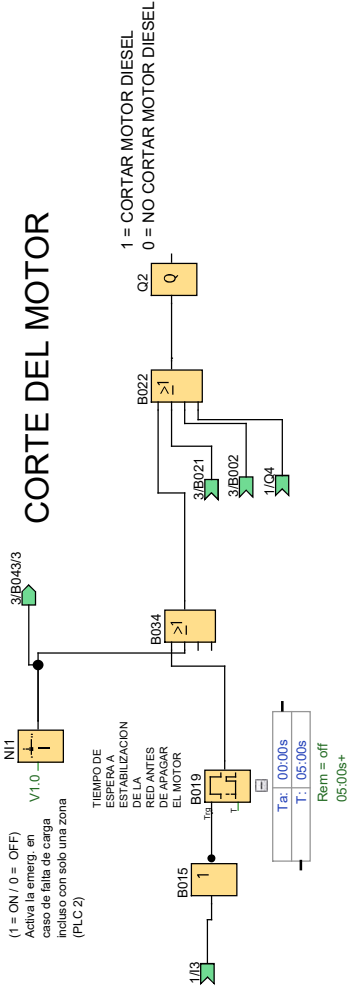 CORTE DEL MOTOR
(1 = ON / 0 = OFF)
Activa la emerg. en
caso de falta de carga
incluso con solo una zona
(PLC 2)
V1.0
NI1
I
3/B043/3
TIEMPO DE
ESPERA A
ESTABILIZACION
DE LA
RED ANTES
DE APAGAR
EL MOTOR
1/I3
B015
1
B019
Trg
T
Ta: 00:00s
T: 05:00s
Rem = off
05:00s+
B034
≥1
3/B021
3/B002
1/Q4
B022
≥1
Q2
Q
1 = CORTAR MOTOR DIESEL
0 = NO CORTAR MOTOR DIESEL